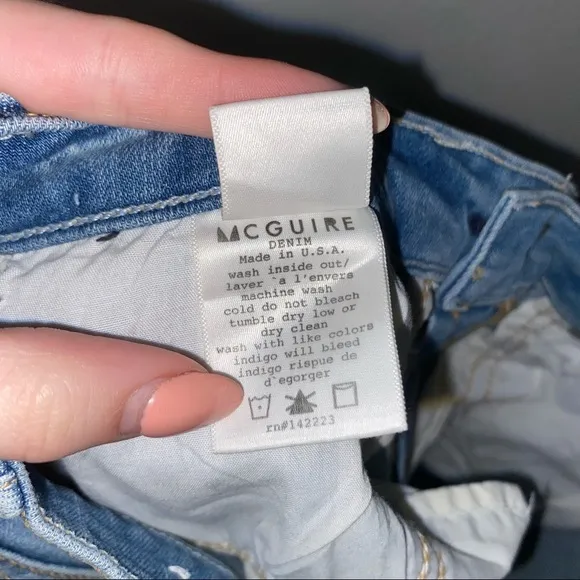 MCGUIRE
DENIM
Made in U.S.A.
wash inside out/
laver `a l'envers
machine wash
cold do not bleach
tumble dry low or
dry clean
wash with like colors
indigo will bleed
indigo rispue de
d`egorger
rn#142223